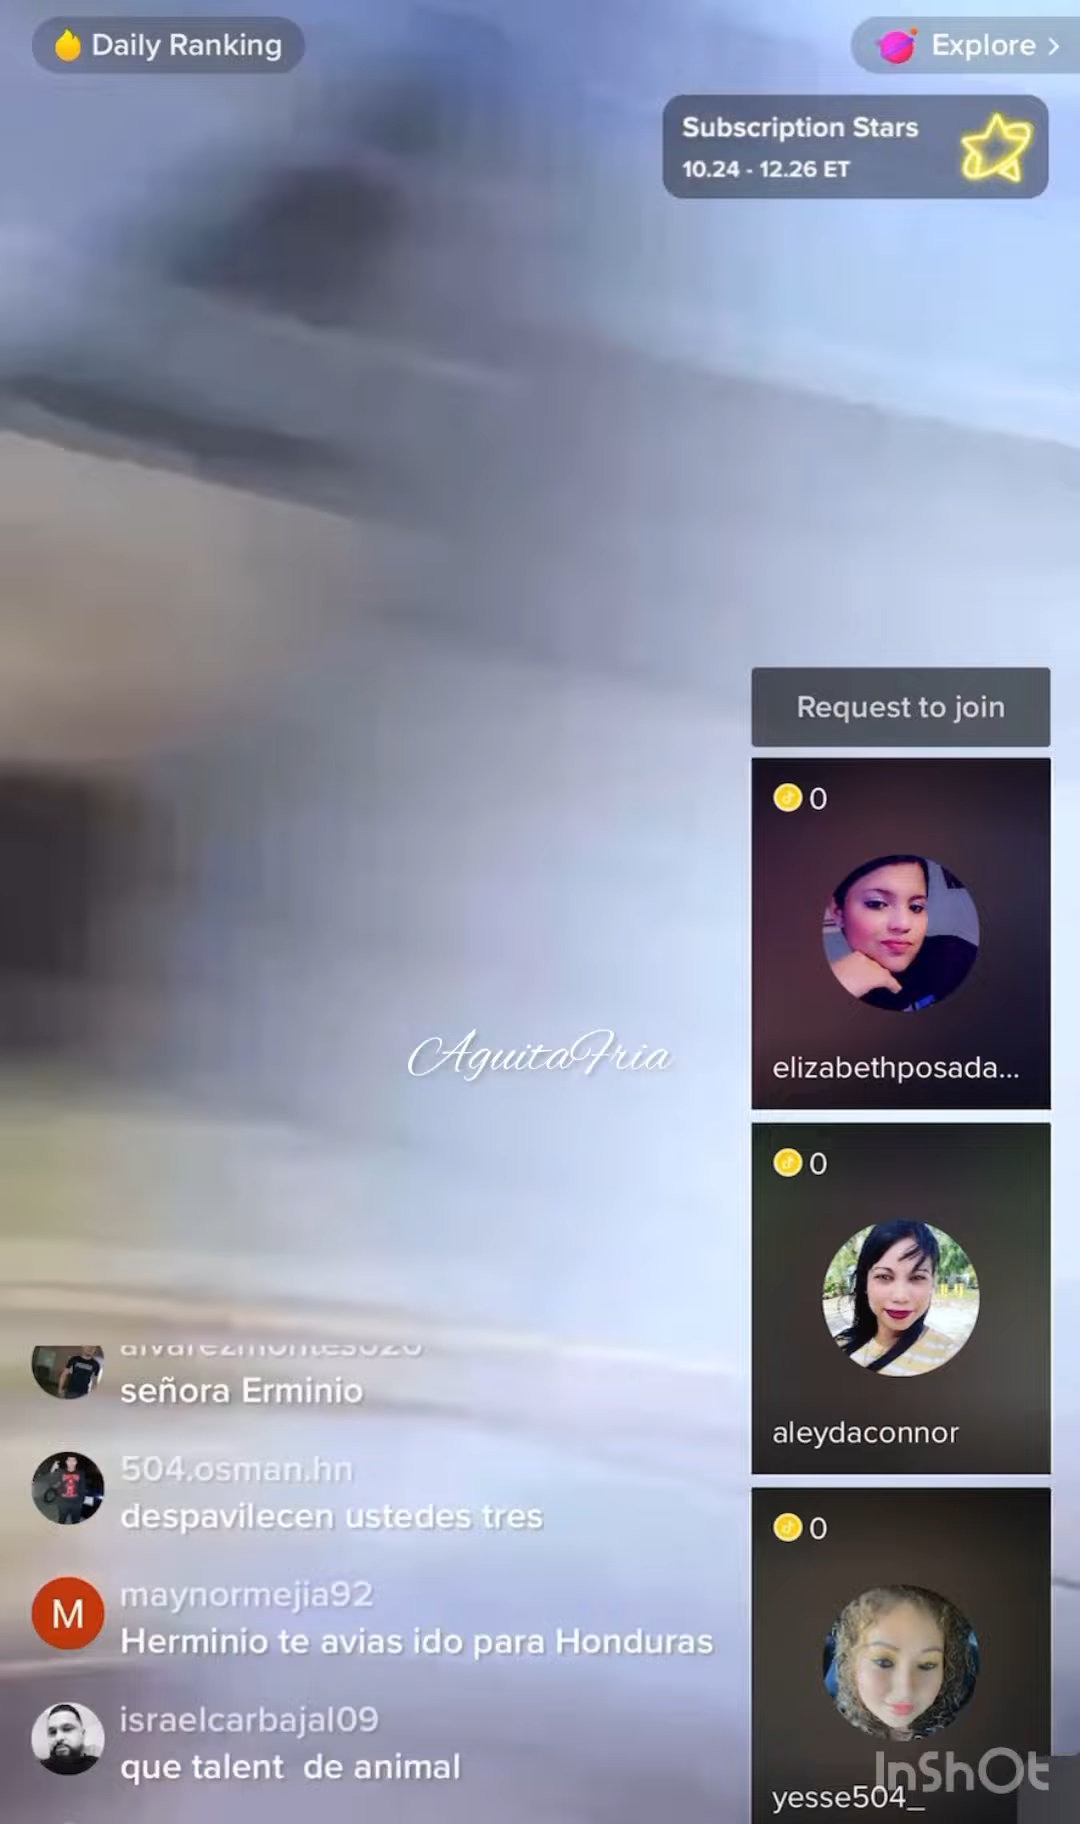 Daily Ranking
Explore >
Subscription Stars
10.24 - 12.26 ET
Request to join
0
elizabethposada...
AguitaFria
0
aleydaconnor
señora Erminio
504.osman.hn
despavilecen ustedes tres
0
maynormejia92
Herminio te avias ido para Honduras
israelcarbajal09
que talent de animal
InShOt
yesse504_